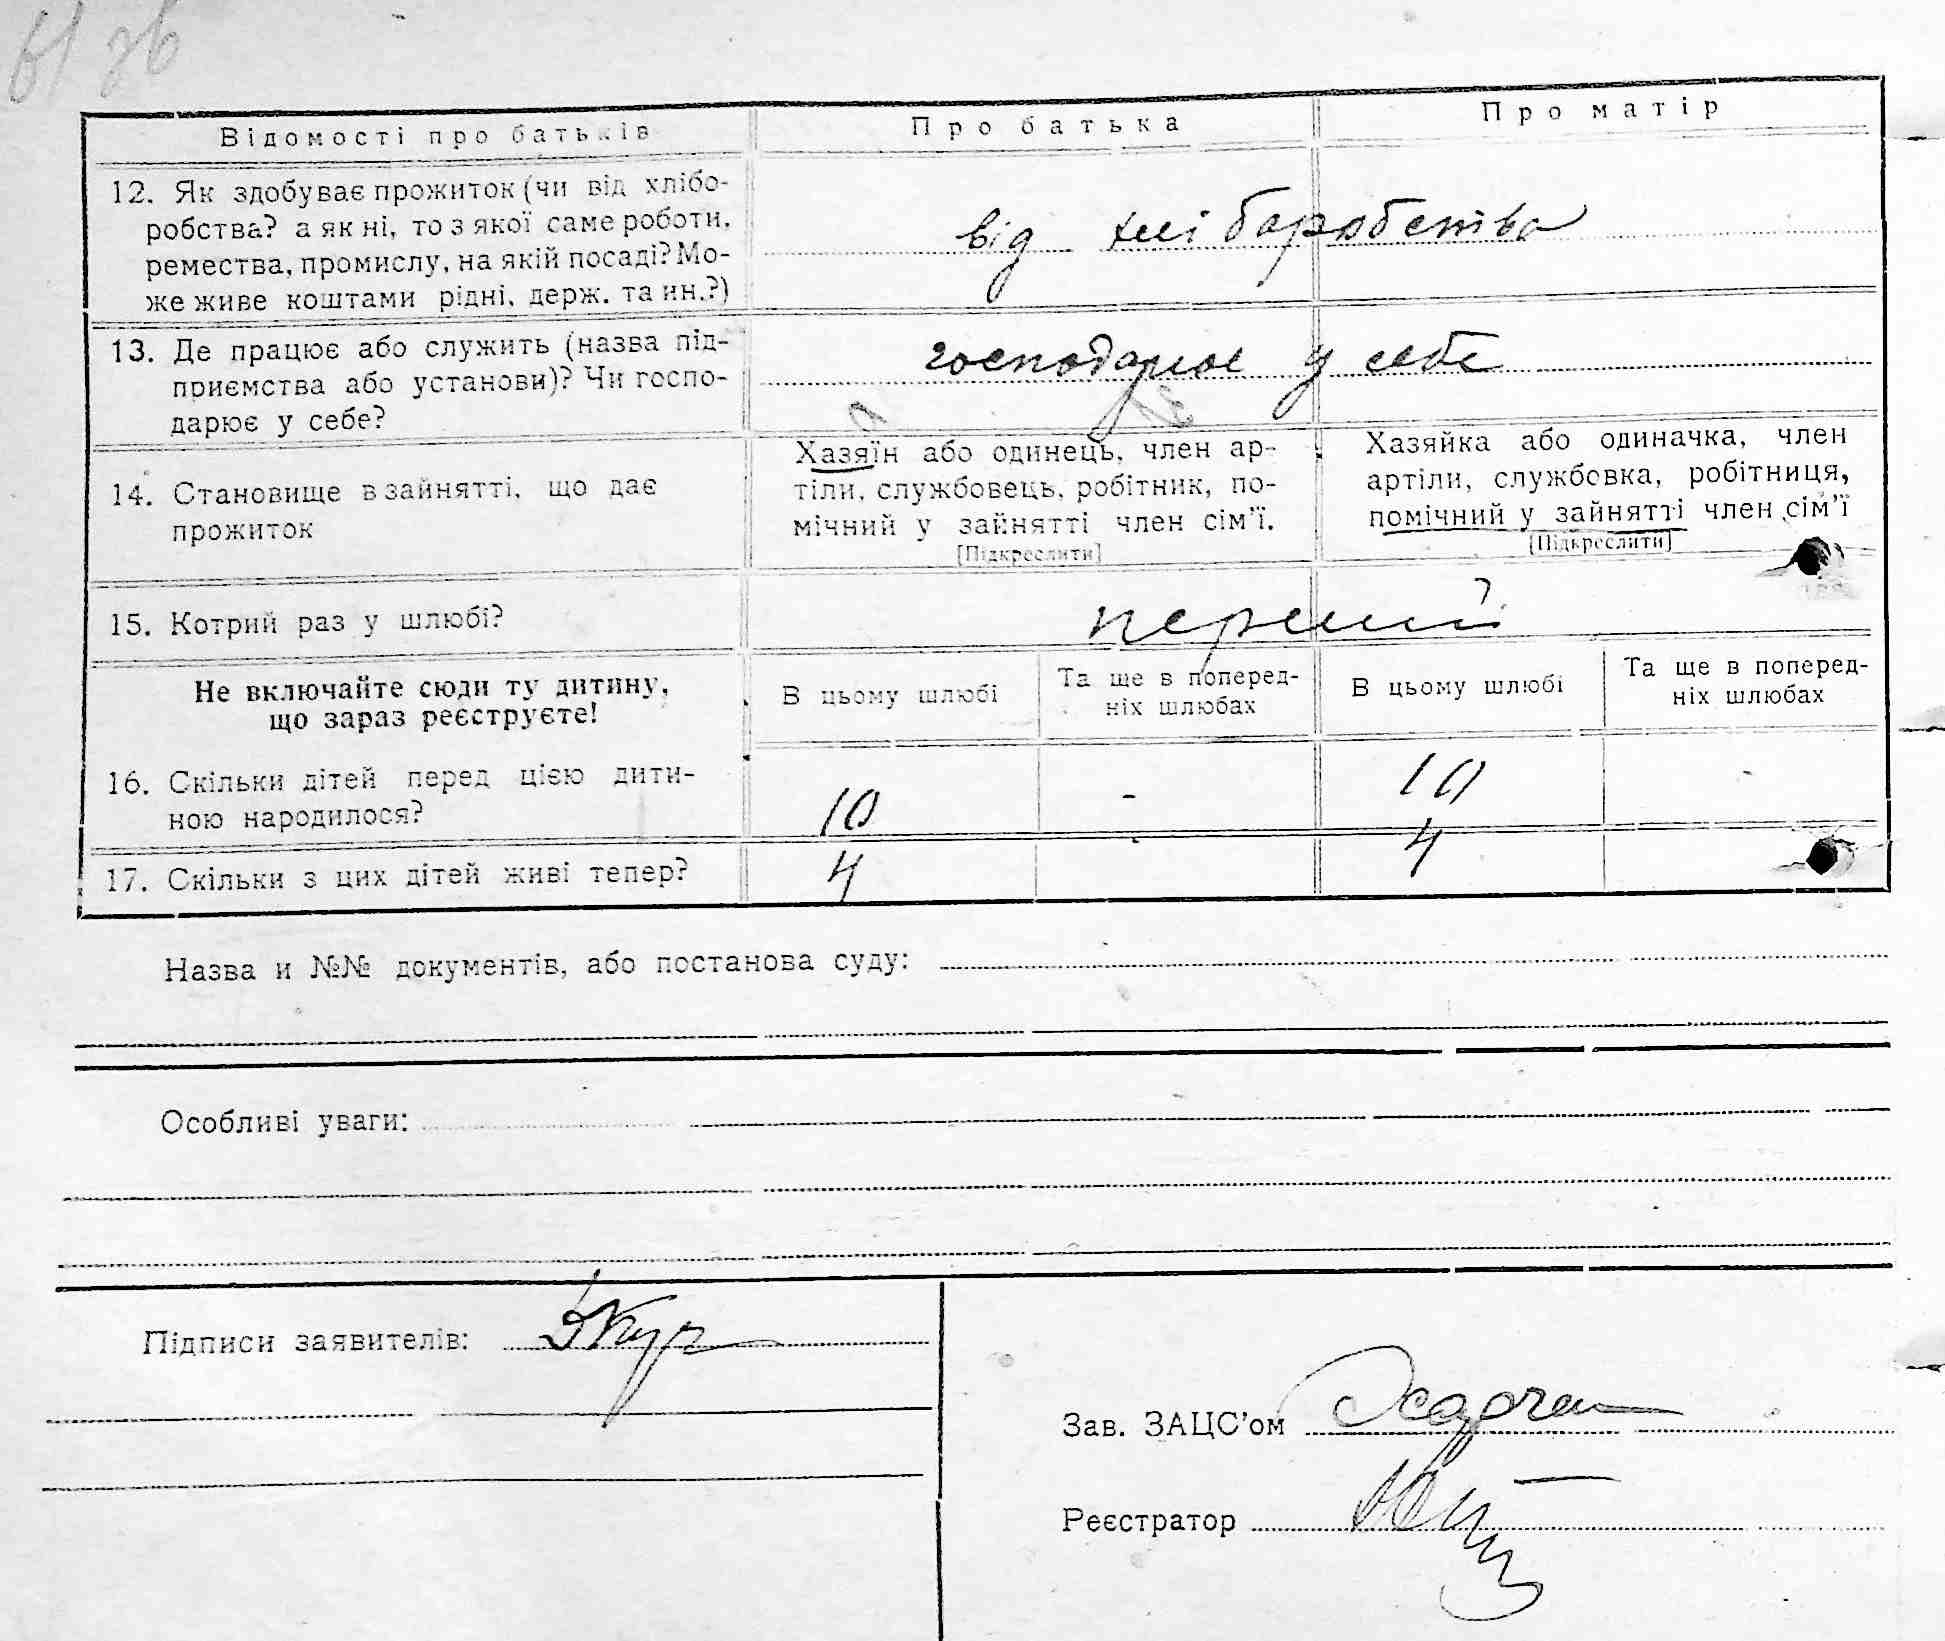 Відомості про батьків
Про батька
Про матір
12. Як здобуває прожиток (чи від хлібо-
робства? а як ні, то з якої саме роботи,
ремества, промислу, на якій посаді? Мо-
же живе коштами рідні, держ. та ин.?)
від хліборобства
13. Де працює або служить (назва під-
приємства або установи)? Чи госпо-
дарює у себе?
господарює у себе
14. Становище в зайнятті, що дає
прожиток
Хазяїн або одинець, член ар-
тіли, службовець, робітник, по-
мічний у зайнятті член сім'ї.
[Підкреслити]
Хазяйка або одиначка, член
артіли, службовка, робітниця,
помічний у зайнятті член сім'ї
[Підкреслити]
15. Котрий раз у шлюбі?
перший
Не включайте сюди ту дитину,
що зараз реєструєте!
В цьому шлюбі
Та ще в поперед-
ніх шлюбах
В цьому шлюбі
Та ще в поперед-
ніх шлюбах
16. Скільки дітей перед цією дити-
ною народилося?
10
-
10
-
17. Скільки з цих дітей живі тепер?
4
4
Назва и №№ документів, або постанова суду:
Особливі уваги:
Підписи заявителів:
Зав. ЗАЦС'ом
Реєстратор